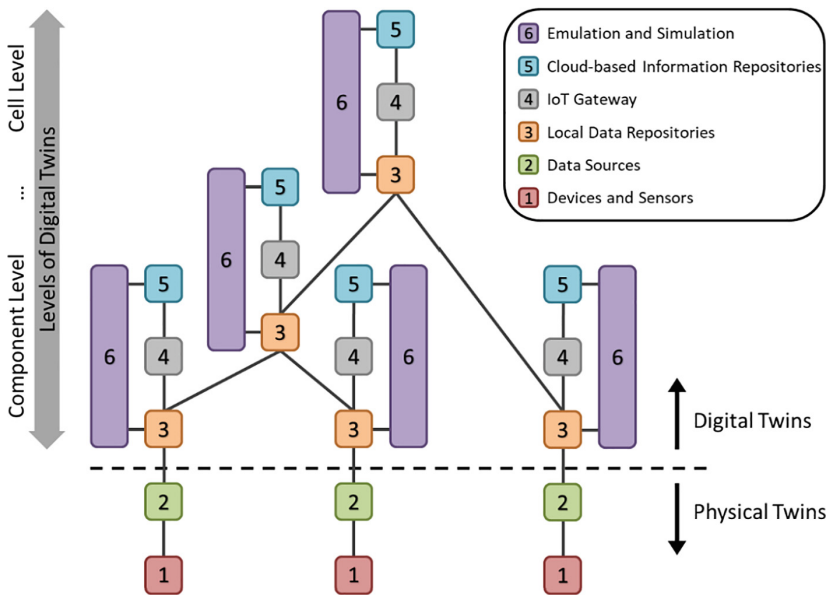 5
6
4
3
6 Emulation and Simulation
5 Cloud-based Information Repositories
4 IoT Gateway
3 Local Data Repositories
2 Data Sources
1 Devices and Sensors
Cell Level
...
Component Level
Levels of Digital Twins
5
6
4
3
5
6
4
3
5
4
6
3
5
4
6
3
Digital Twins
Physical Twins
2
2
2
1
1
1